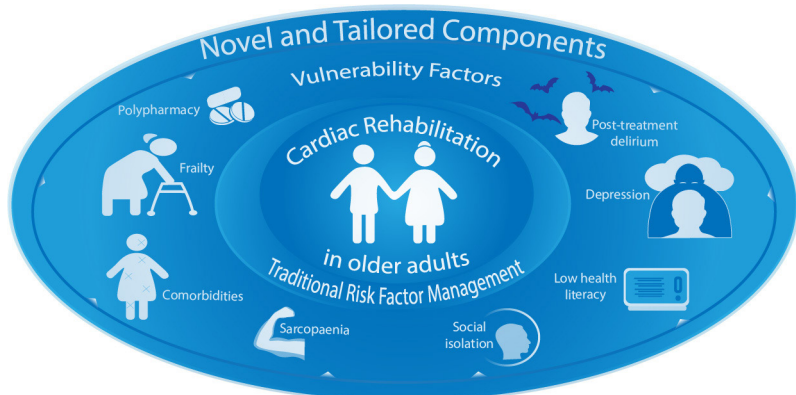 Novel and Tailored Components
Vulnerability Factors
Polypharmacy
Post-treatment
delirium
Cardiac Rehabilitation
Frailty
Depression
in older adults
Traditional Risk Factor Management
Comorbidities
Low health
literacy
Sarcopaenia
Social
isolation